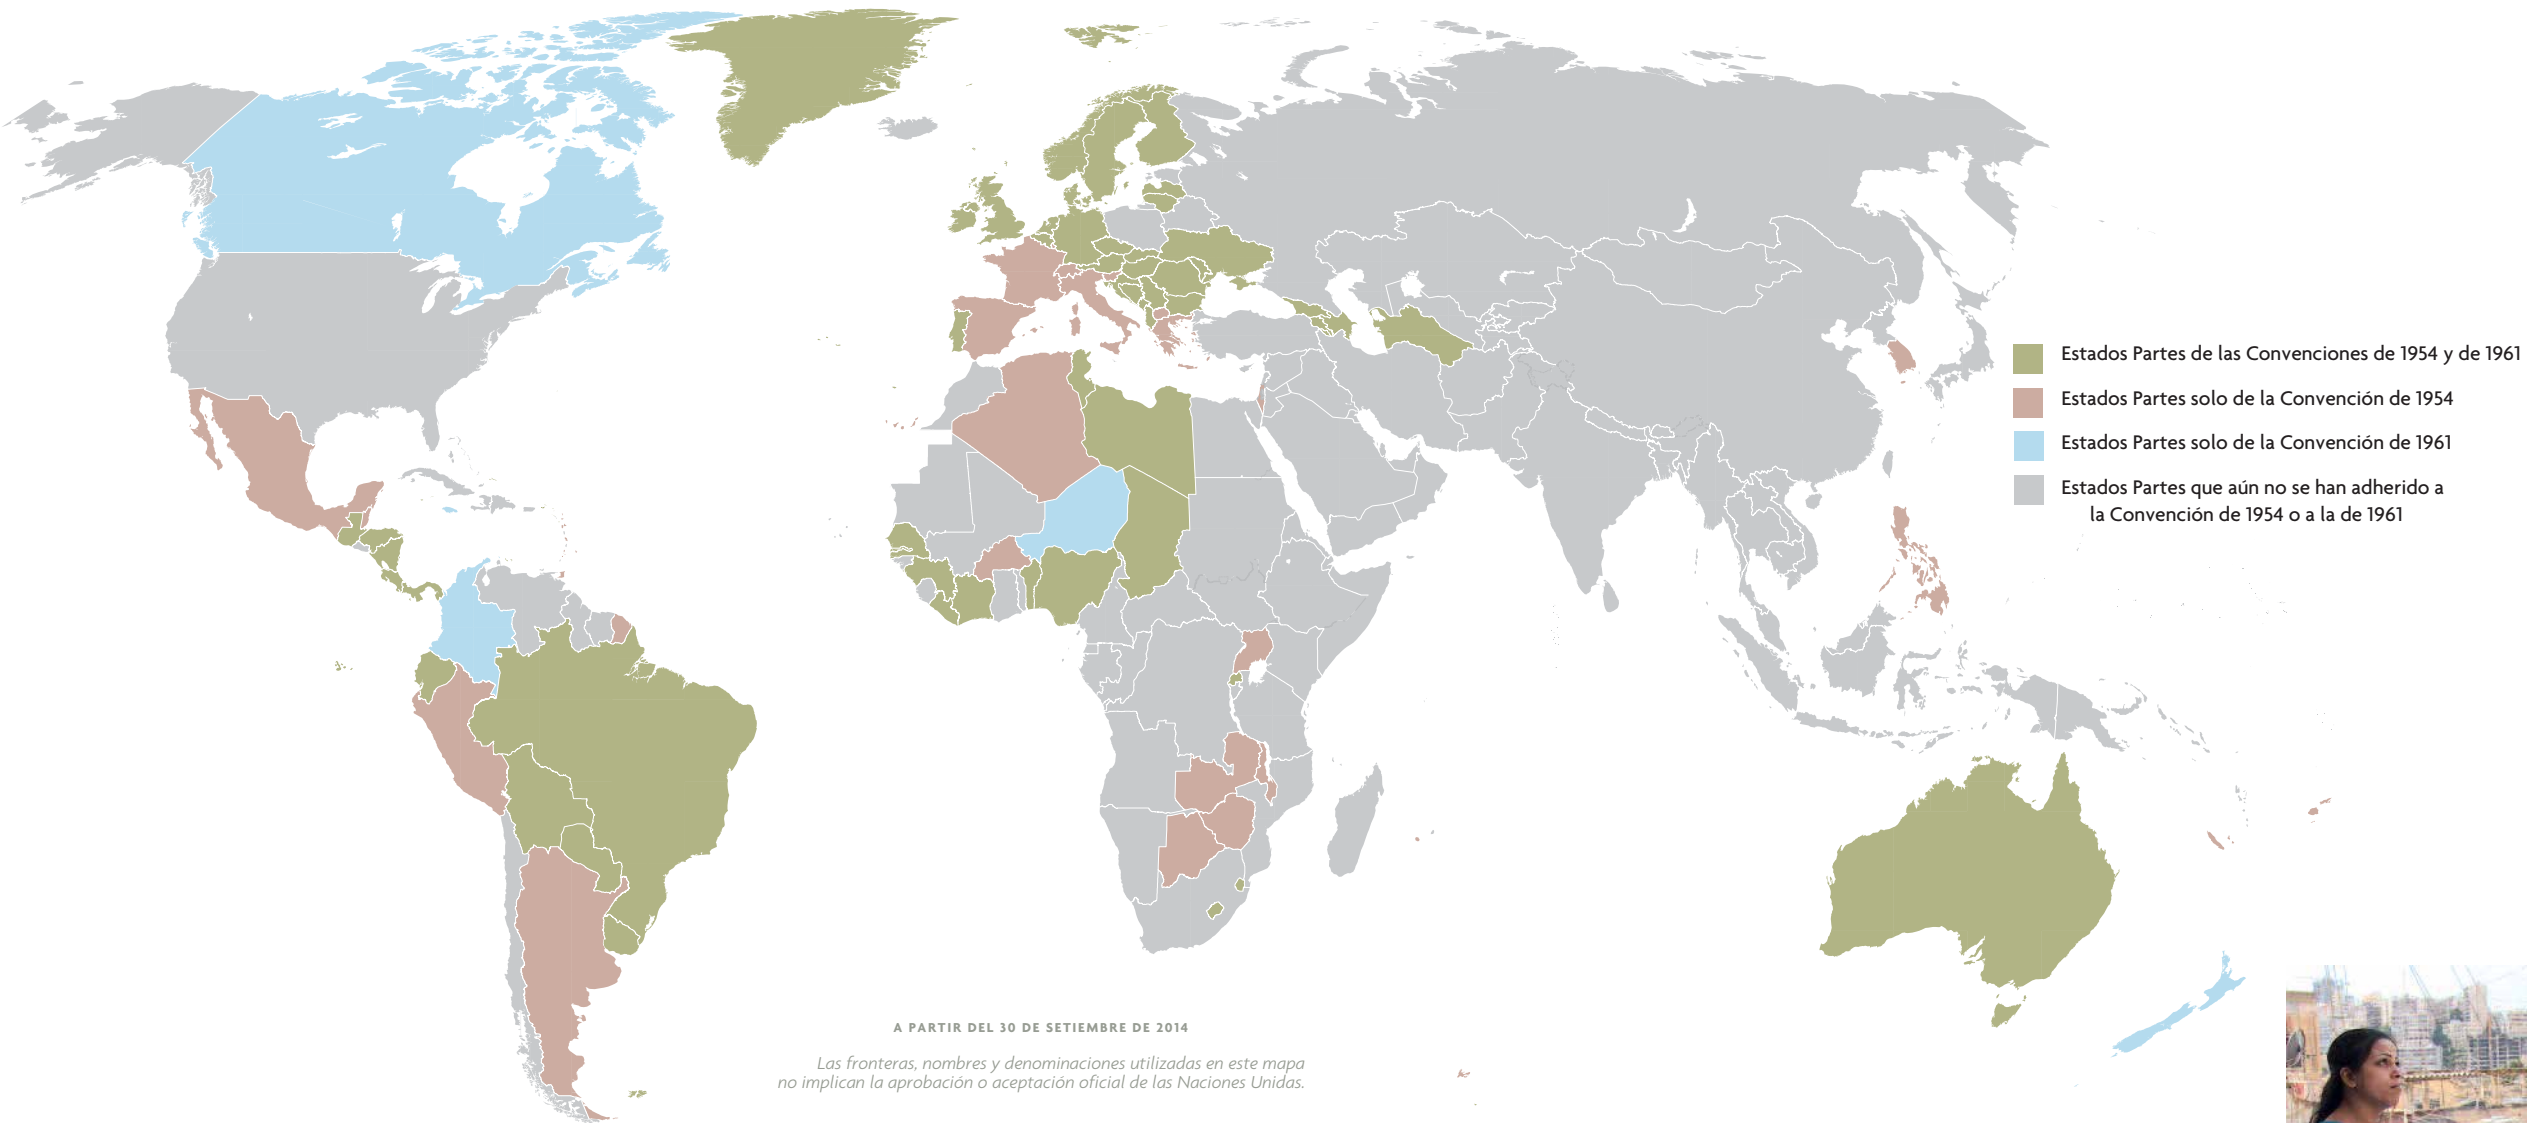 Estados Partes de las Convenciones de 1954 y de 1961
Estados Partes solo de la Convención de 1954
Estados Partes solo de la Convención de 1961
Estados Partes que aún no se han adherido a
la Convención de 1954 o a la de 1961
A PARTIR DEL 30 DE SETIEMBRE DE 2014
Las fronteras, nombres y denominaciones utilizadas en este mapa
no implican la aprobación o aceptación oficial de las Naciones Unidas.